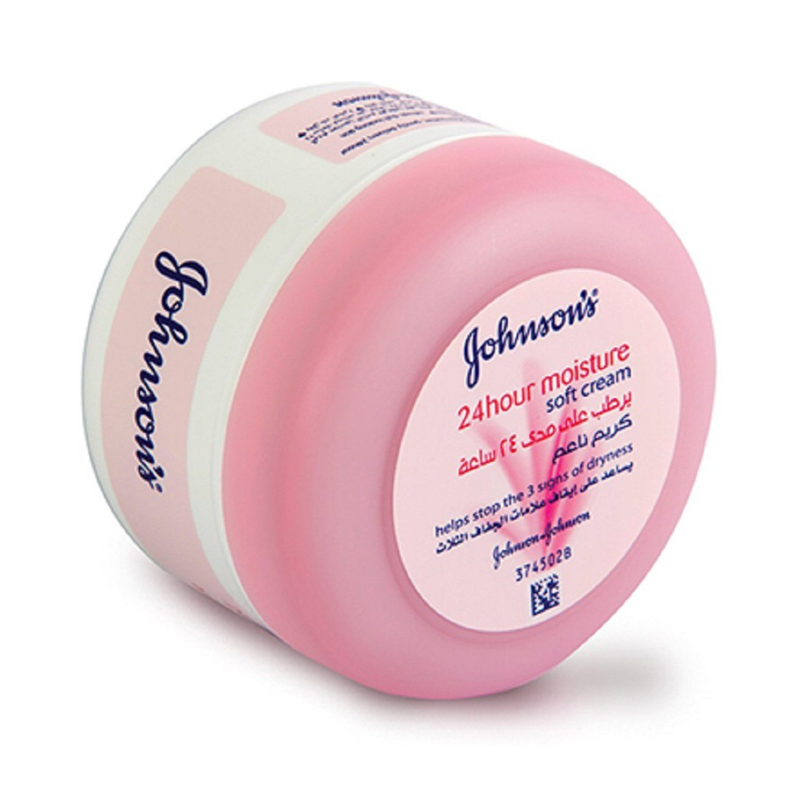 Johnson's®
24hour moisture
soft cream
يرطب على مدى ٢٤ ساعة
كريم ناعم
helps stop the 3 signs of dryness
يساعد على إيقاف علامات الجفاف الثلاث
Johnson & Johnson
3745028
Johnson's®